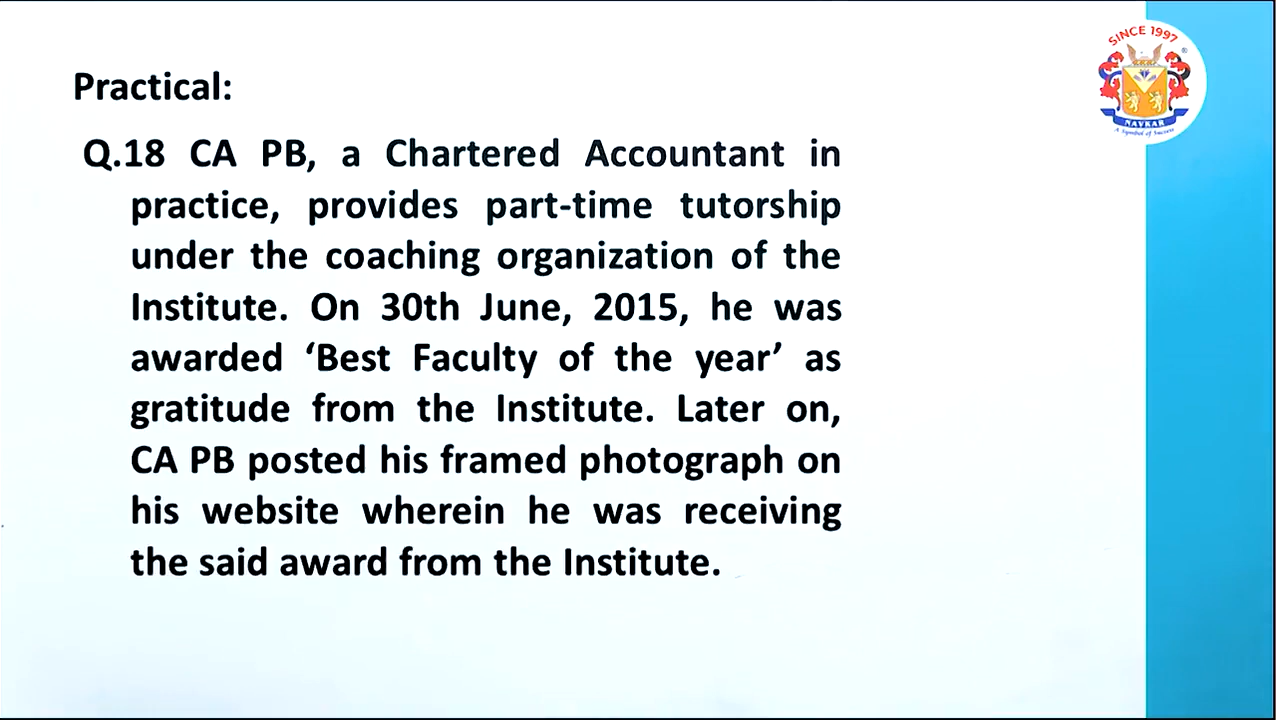 SINCE 1997
®
NAVKAR
A Symbol of Success
Practical:
Q.18 CA PB, a Chartered Accountant in
practice, provides part-time tutorship
under the coaching organization of the
Institute. On 30th June, 2015, he was
awarded ‘Best Faculty of the year’ as
gratitude from the Institute. Later on,
CA PB posted his framed photograph on
his website wherein he was receiving
the said award from the Institute.